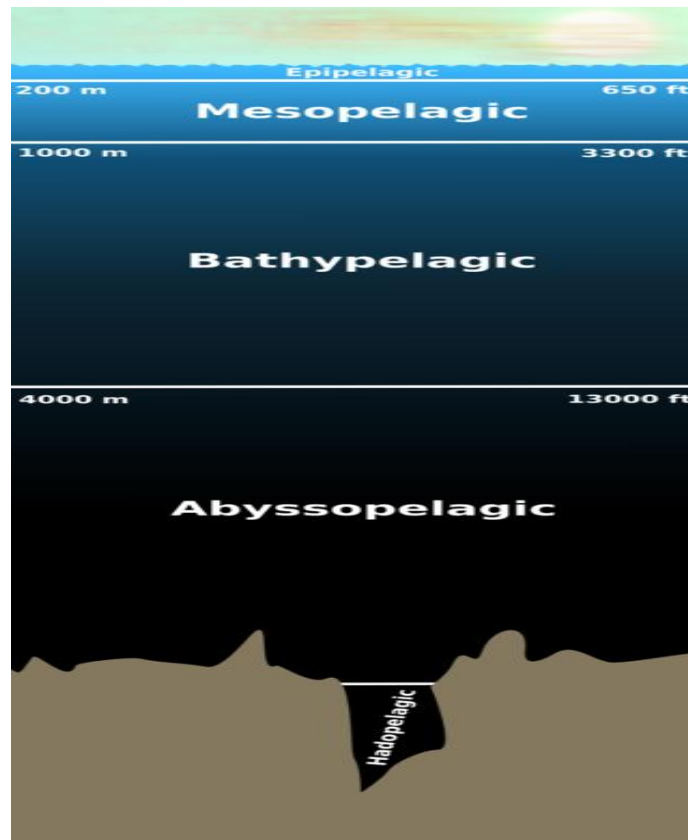 Epipelagic
200 m 650 ft
Mesopelagic
1000 m 3300 ft
Bathypelagic
4000 m 13000 ft
Abyssopelagic
Hadopelagic